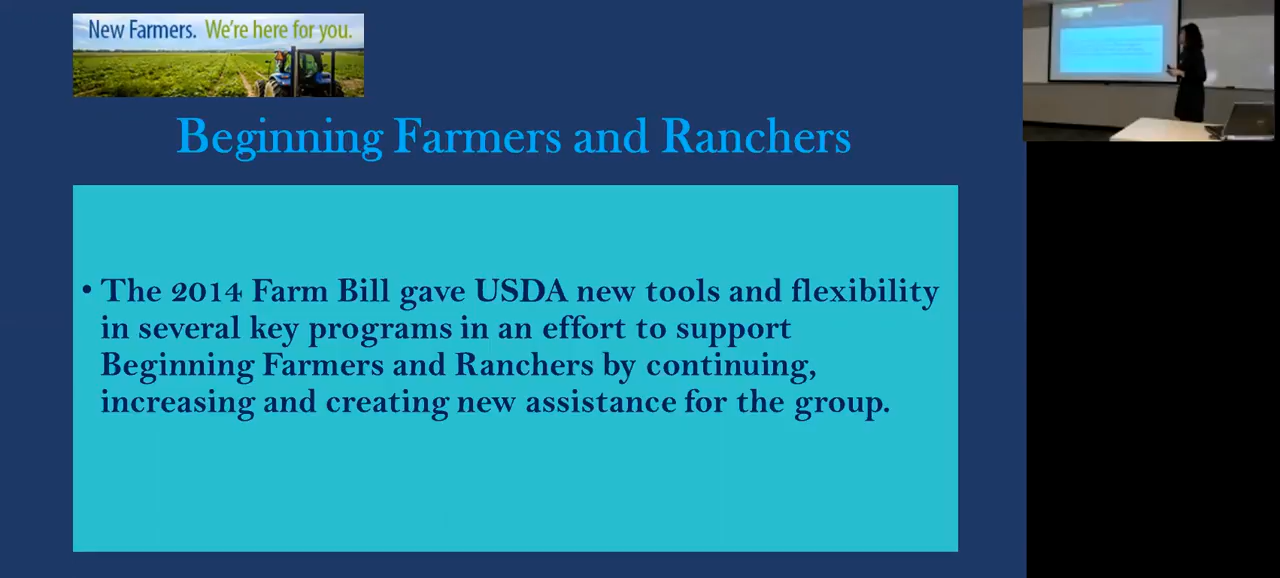 New Farmers. We're here for you.
Beginning Farmers and Ranchers
• The 2014 Farm Bill gave USDA new tools and flexibility
in several key programs in an effort to support
Beginning Farmers and Ranchers by continuing,
increasing and creating new assistance for the group.